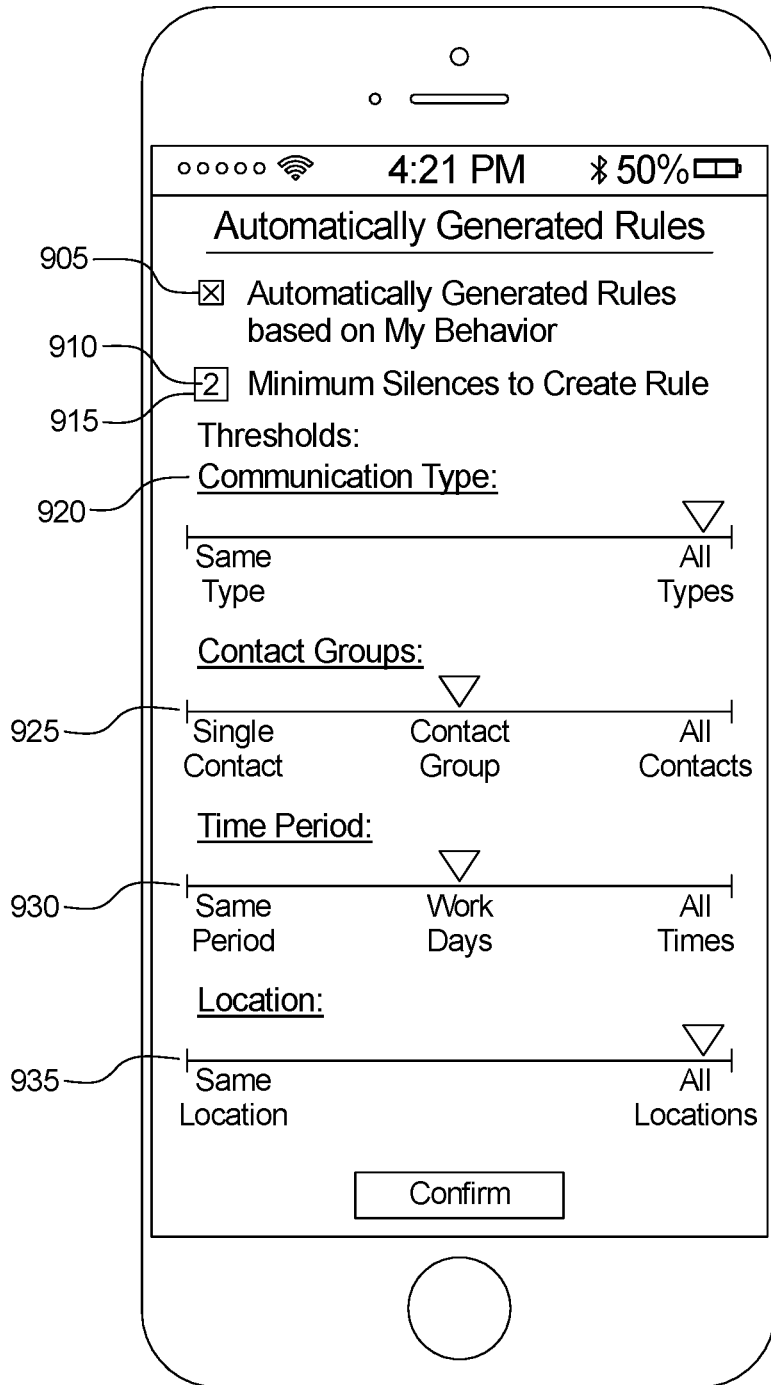 4:21 PM 50%
Automatically Generated Rules
905
Automatically Generated Rules
based on My Behavior
910
2 Minimum Silences to Create Rule
915
Thresholds:
Communication Type:
920
Same All
Type Types
Contact Groups:
925
Single Contact All
Contact Group Contacts
Time Period:
930
Same Work All
Period Days Times
Location:
935
Same All
Location Locations
Confirm